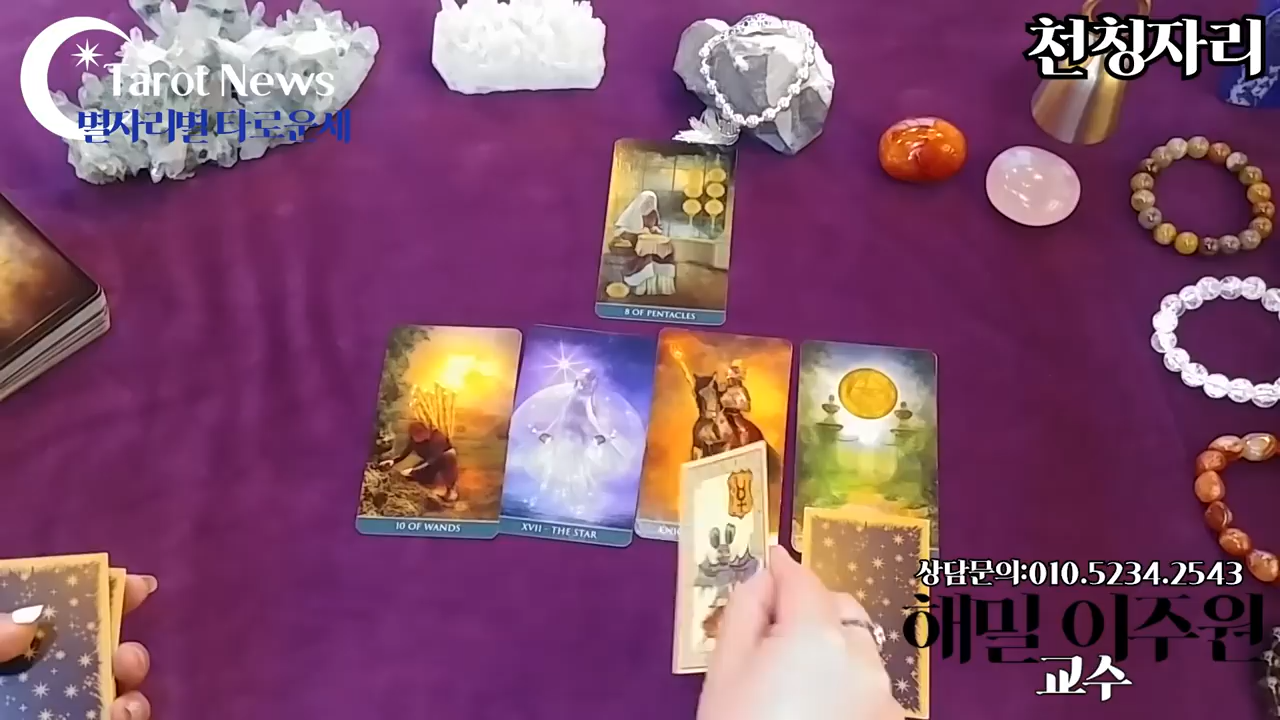 Tarot News
별자리별 타로운세
천칭자리
8 OF PENTACLES
10 OF WANDS
XVII - THE STAR
상담문의:010.5234.2543
해밀 이주원
교수